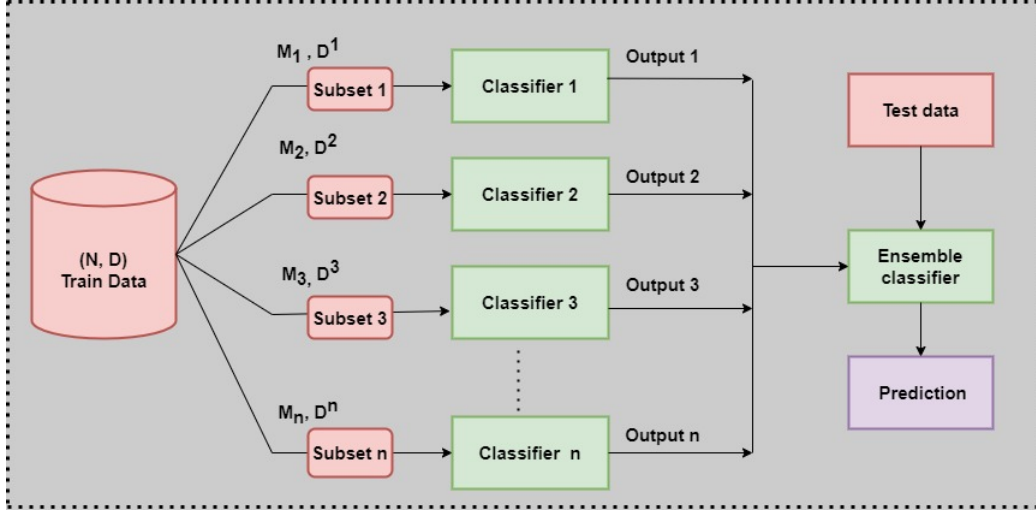 M₁ , D¹
Subset 1
Classifier 1
Output 1
Test data
M₂, D²
Subset 2
Classifier 2
Output 2
(N, D)
Train Data
Ensemble
classifier
M₃, D³
Subset 3
Classifier 3
Output 3
Prediction
Mₙ, Dⁿ
Subset n
Classifier n
Output n